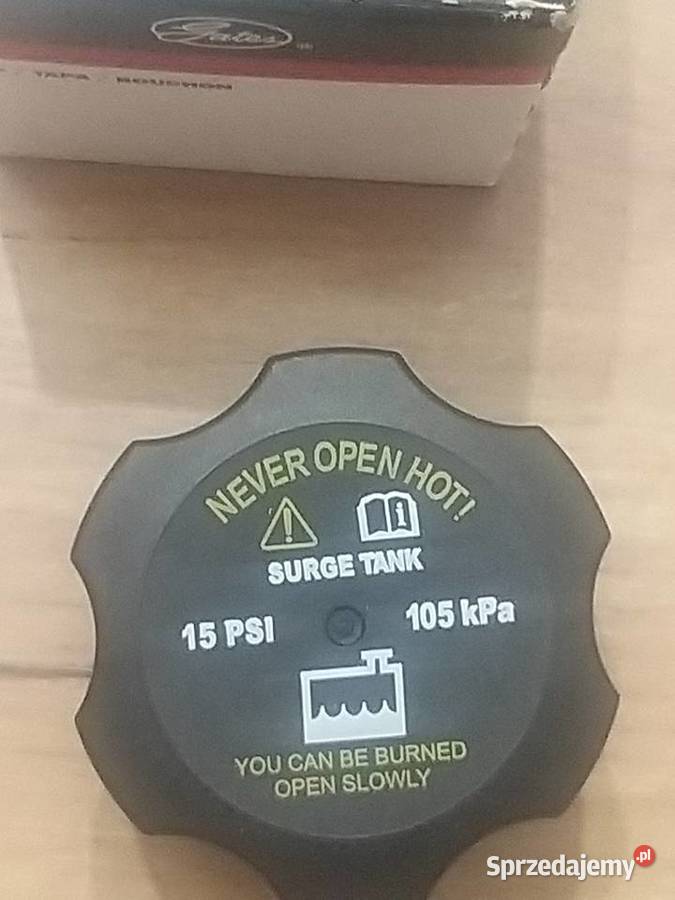 Gates ®
TAPA - BOUCHON
NEVER OPEN HOT!
SURGE TANK
15 PSI 105 kPa
YOU CAN BE BURNED
OPEN SLOWLY
Sprzedajemy.pl